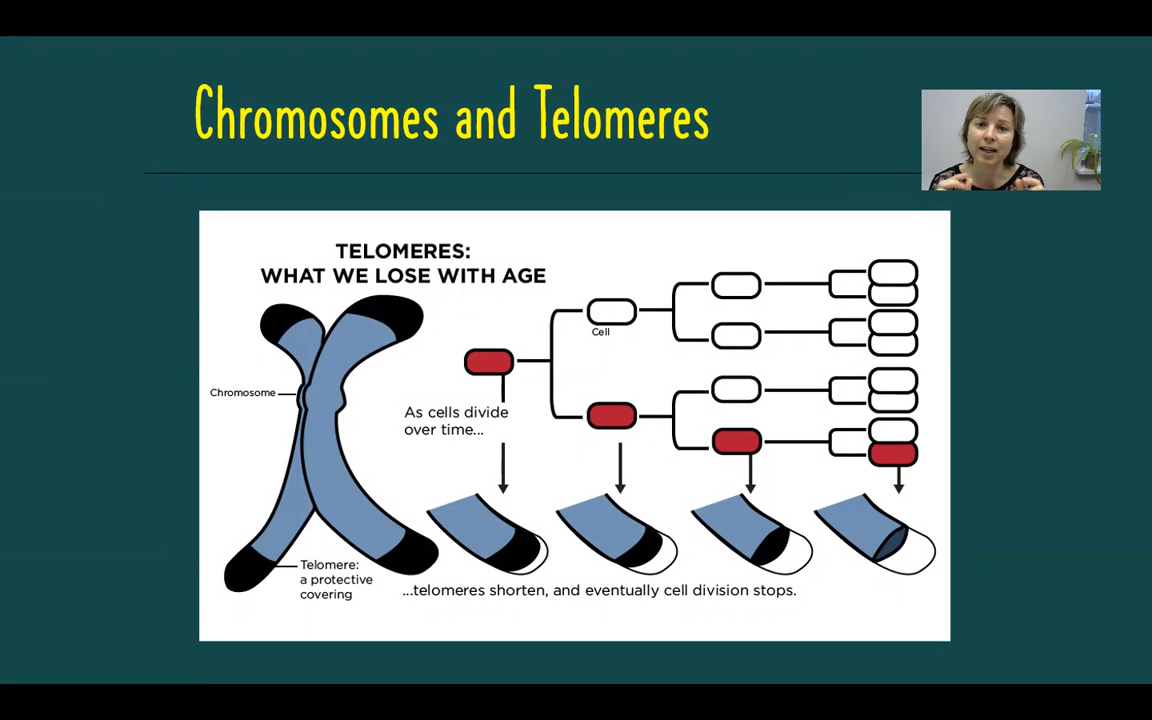 Chromosomes and Telomeres
TELOMERES:
WHAT WE LOSE WITH AGE
Cell
Chromosome
As cells divide
over time...
Telomere:
a protective
covering
...telomeres shorten, and eventually cell division stops.